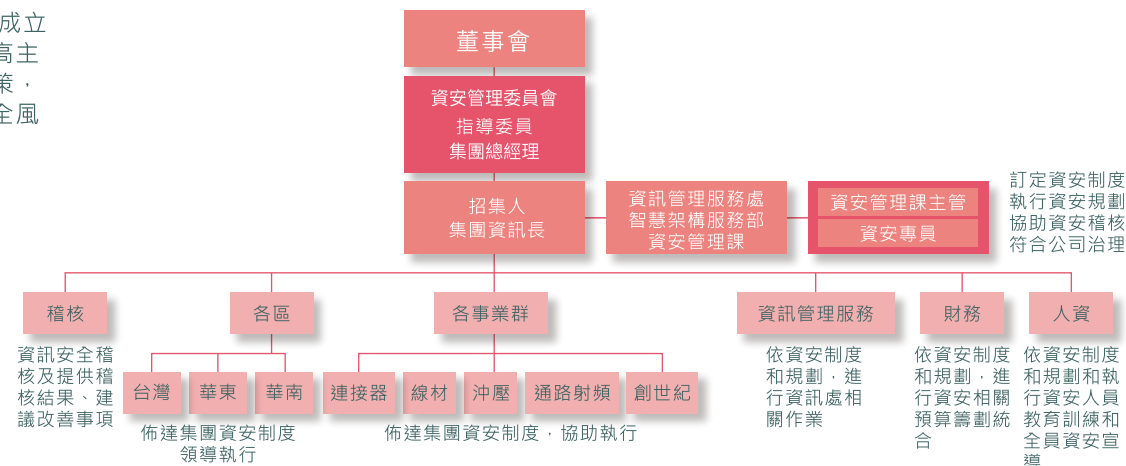 成立
高主
策，
全風
董事會
資安管理委員會
指導委員
集團總經理
招集人
集團資訊長
資訊管理服務處
智慧架構服務部
資安管理課
資安管理課主管
資安專員
訂定資安制度
執行資安規劃
協助資安稽核
符合公司治理
稽核
各區
各事業群
資訊管理服務
財務
人資
資訊安全稽
核及提供稽
核結果、建
議改善事項
台灣
華東
華南
佈達集團資安制度
領導執行
連接器
線材
沖壓
通路射頻
創世紀
佈達集團資安制度，協助執行
依資安制度
和規劃，進
行資訊處相
關作業
依資安制度
和規劃，進
行資安相關
預算籌劃統
合
依資安制度
和規劃和執
行資安人員
教育訓練和
全員資安宣
導